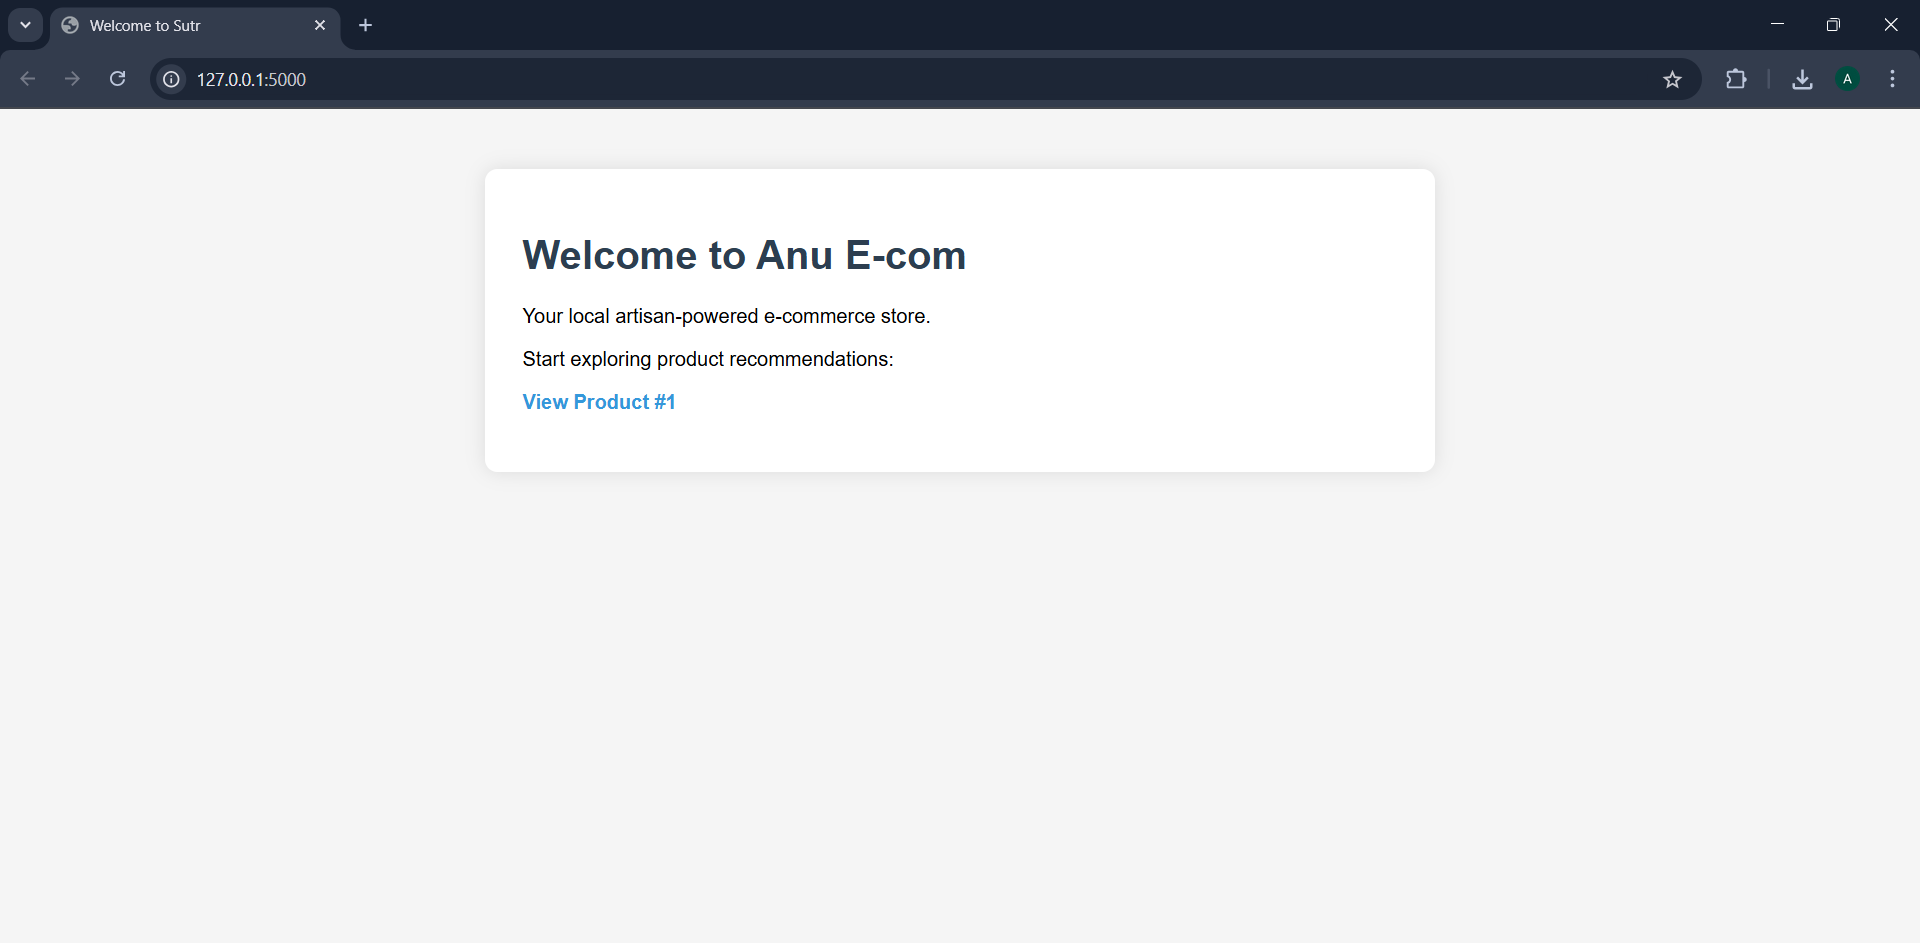 Welcome to Sutr
127.0.0.1:5000
A
Welcome to Anu E-com
Your local artisan-powered e-commerce store.
Start exploring product recommendations:
View Product #1